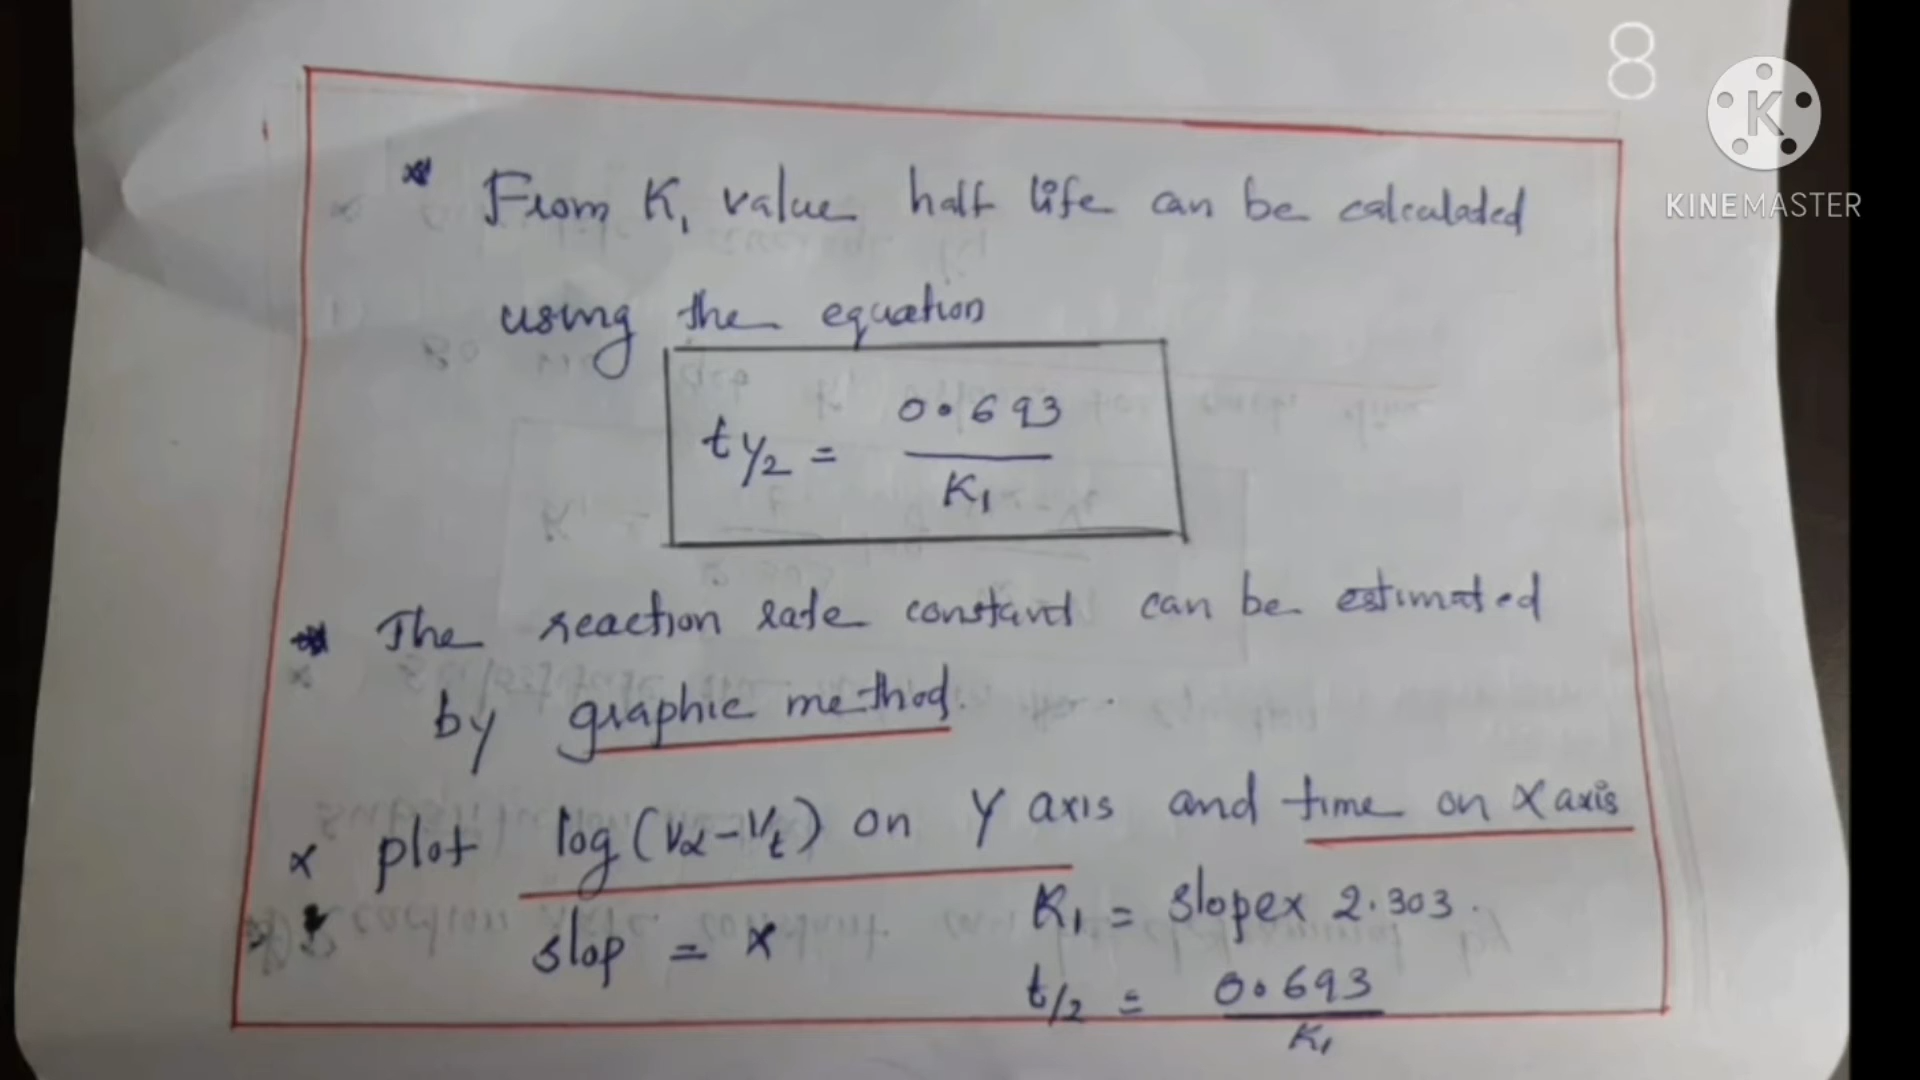 8
K
KINEMASTER
* From K₁ value half life can be calculated
using the equation
t 1/2 = 0.693 / K₁
* The reaction rate constant can be estimated
by graphic method.
* plot log(Vα-Vt) on Y axis and time on X axis
slop = x
K₁ = slope x 2.303.
t/2 = 0.693 / K₁